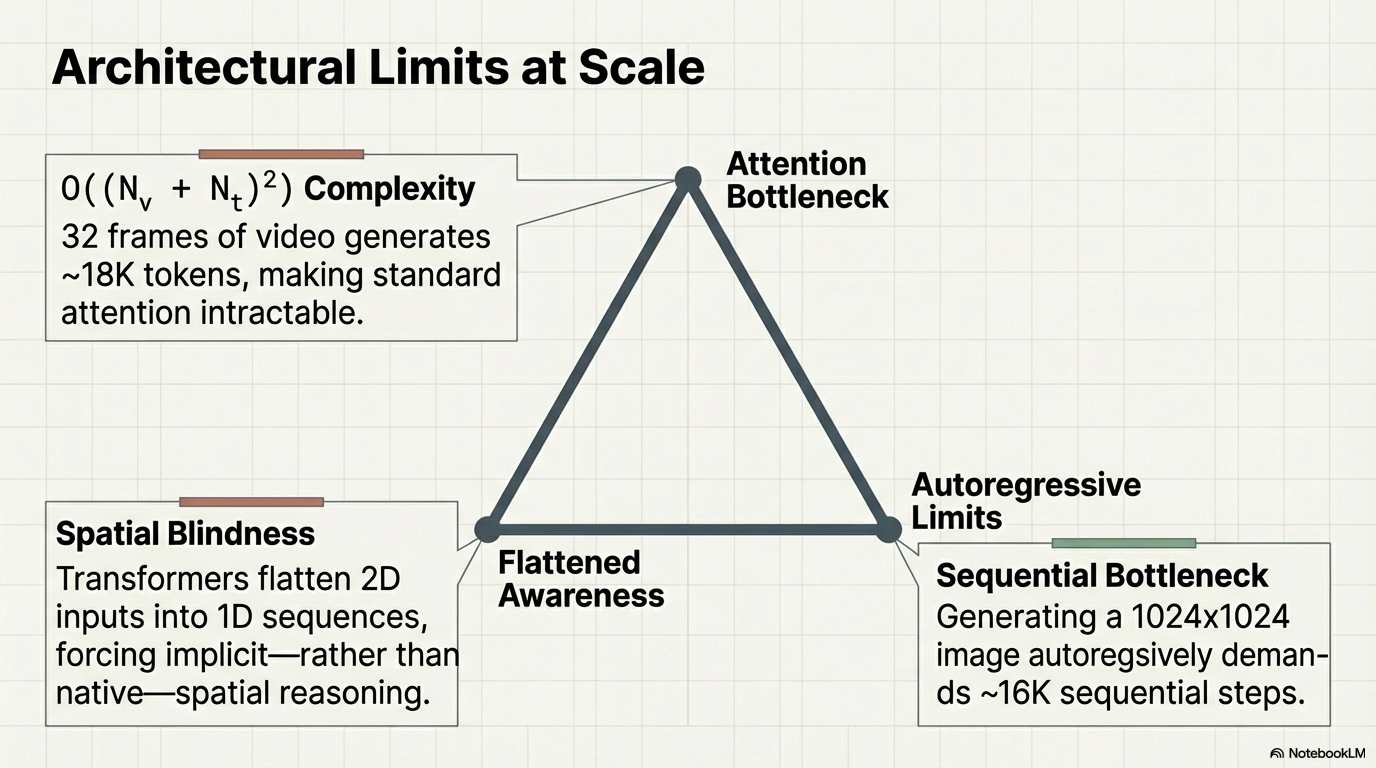 Architectural Limits at Scale
O((Nᵥ + Nₜ)²) Complexity
32 frames of video generates
~18K tokens, making standard
attention intractable.
Attention
Bottleneck
Spatial Blindness
Transformers flatten 2D
inputs into 1D sequences,
forcing implicit—rather than
native—spatial reasoning.
Flattened
Awareness
Autoregressive
Limits
Sequential Bottleneck
Generating a 1024x1024
image autoregsively deman-
ds ~16K sequential steps.
NotebookLM